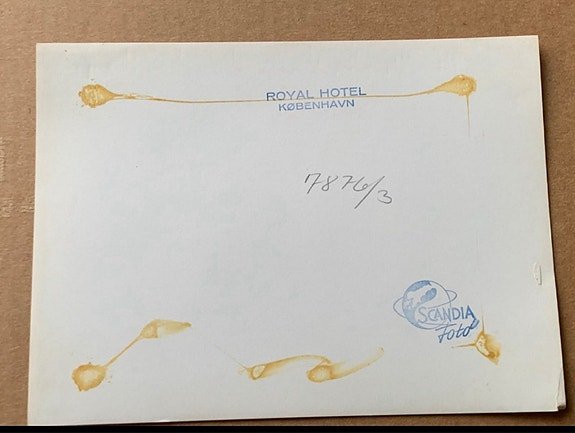 ROYAL HOTEL
KØBENHAVN
7876/3
SCANDIA
Foto